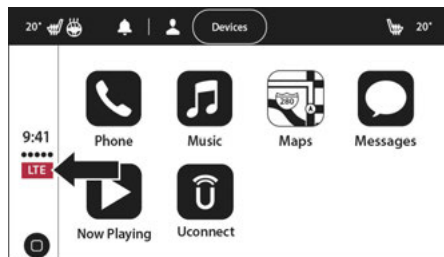 20° Devices 20°
280
9:41 Phone Music Maps Messages
LTE
Now Playing Uconnect